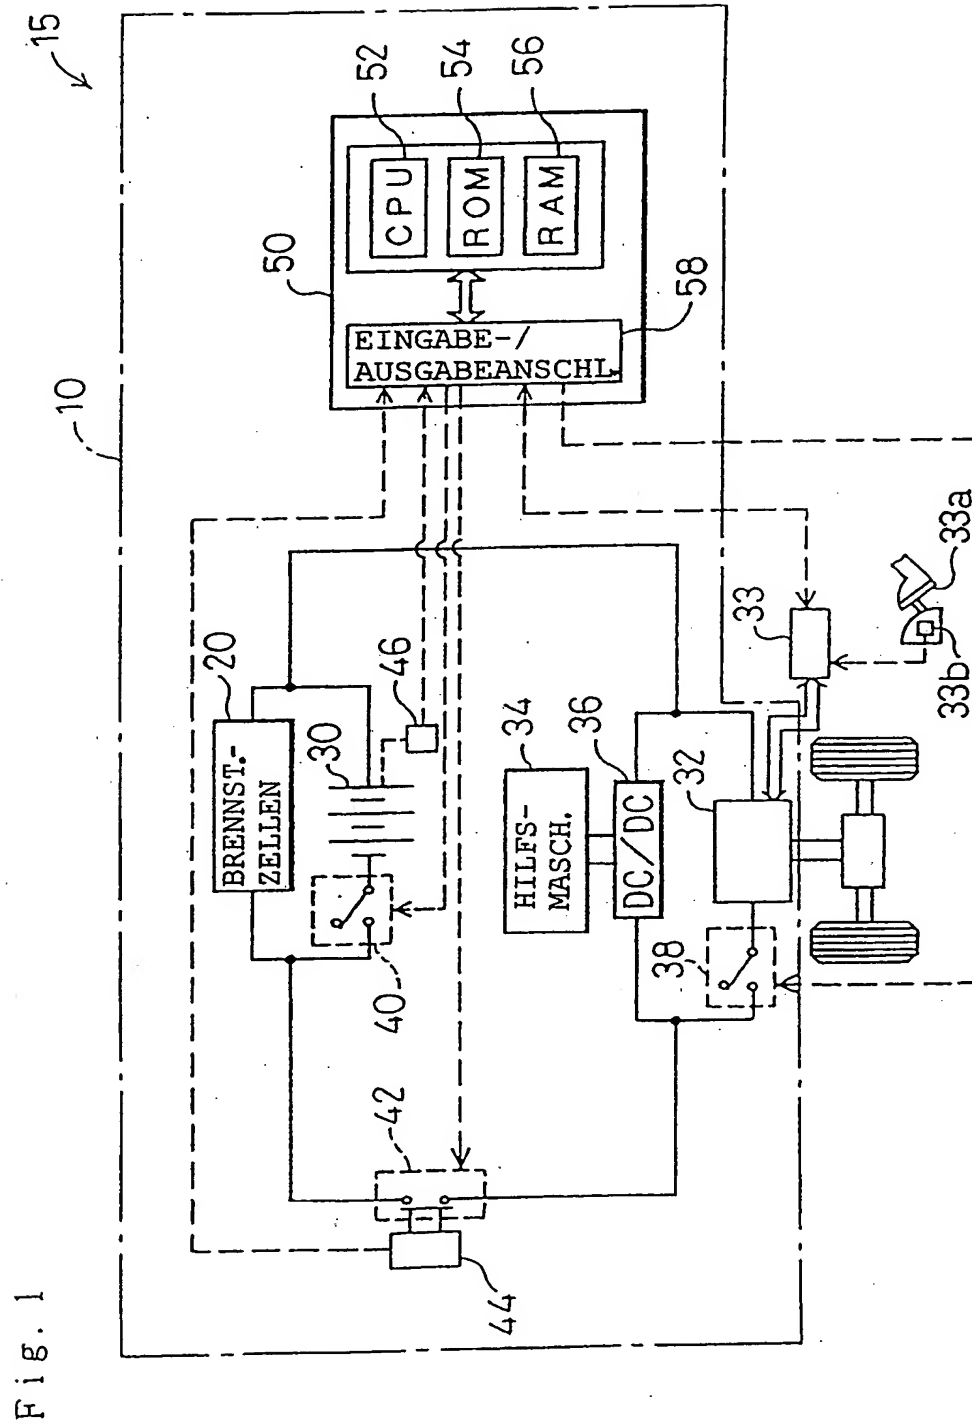 Fig. 1
15
10
50
52
CPU
54
ROM
56
RAM
EINGABE-/
AUSGABEANSCHL.
58
20
BRENNST.-
ZELLEN
30
46
40
42
44
34
HILFS-
MASCH.
36
DC/DC
32
38
33
33a
33b